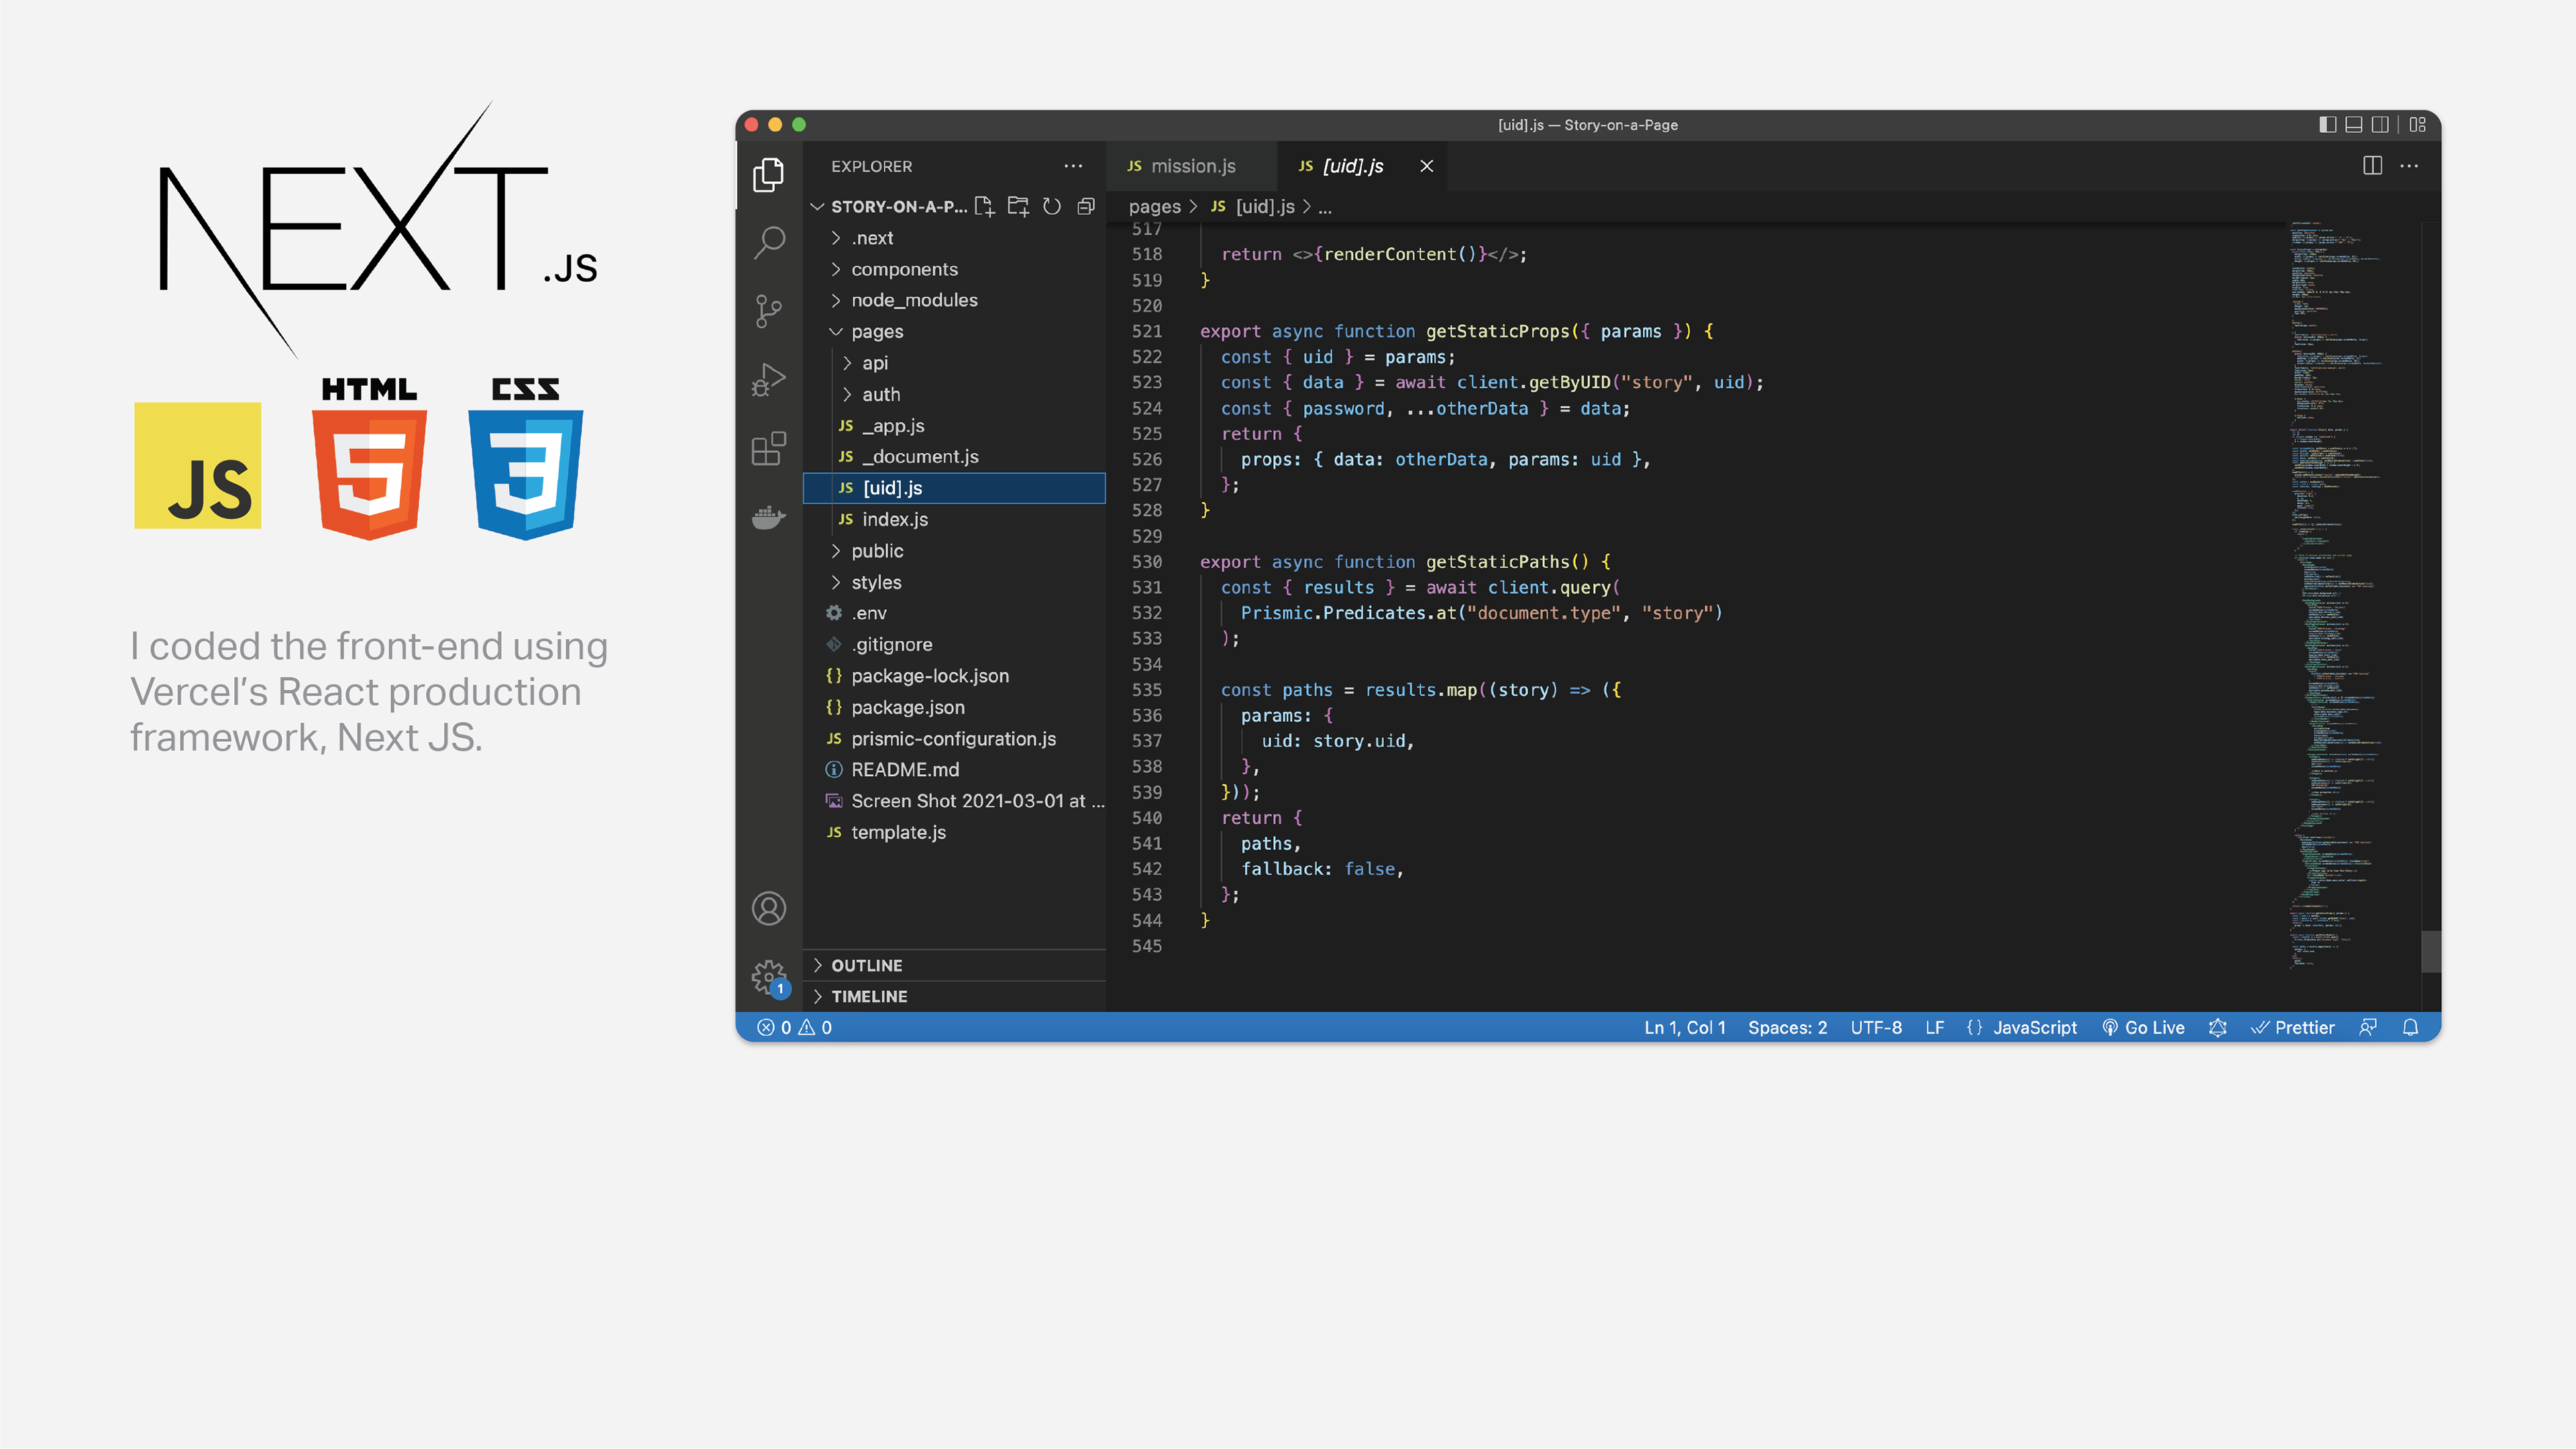 NEXT.JS
HTML
CSS
JS
5
3
I coded the front-end using
Vercel's React production
framework, Next JS.
[uid].js — Story-on-a-Page
EXPLORER
STORY-ON-A-P...
.next
components
node_modules
pages
api
auth
JS _app.js
JS _document.js
JS [uid].js
JS index.js
public
styles
.env
.gitignore
{} package-lock.json
{} package.json
JS prismic-configuration.js
README.md
Screen Shot 2021-03-01 at ...
JS template.js
OUTLINE
TIMELINE
1
JS mission.js
JS [uid].js
pages > JS [uid].js > ...
517
518 return <>{renderContent()}</>;
519 }
520
521 export async function getStaticProps({ params }) {
522 const { uid } = params;
523 const { data } = await client.getByUID("story", uid);
524 const { password, ...otherData } = data;
525 return {
526 props: { data: otherData, params: uid },
527 };
528 }
529
530 export async function getStaticPaths() {
531 const { results } = await client.query(
532 Prismic.Predicates.at("document.type", "story")
533 );
534
535 const paths = results.map((story) => ({
536 params: {
537 uid: story.uid,
538 },
539 }));
540 return {
541 paths,
542 fallback: false,
543 };
544 }
545
0 0
Ln 1, Col 1 Spaces: 2 UTF-8 LF {} JavaScript Go Live Prettier